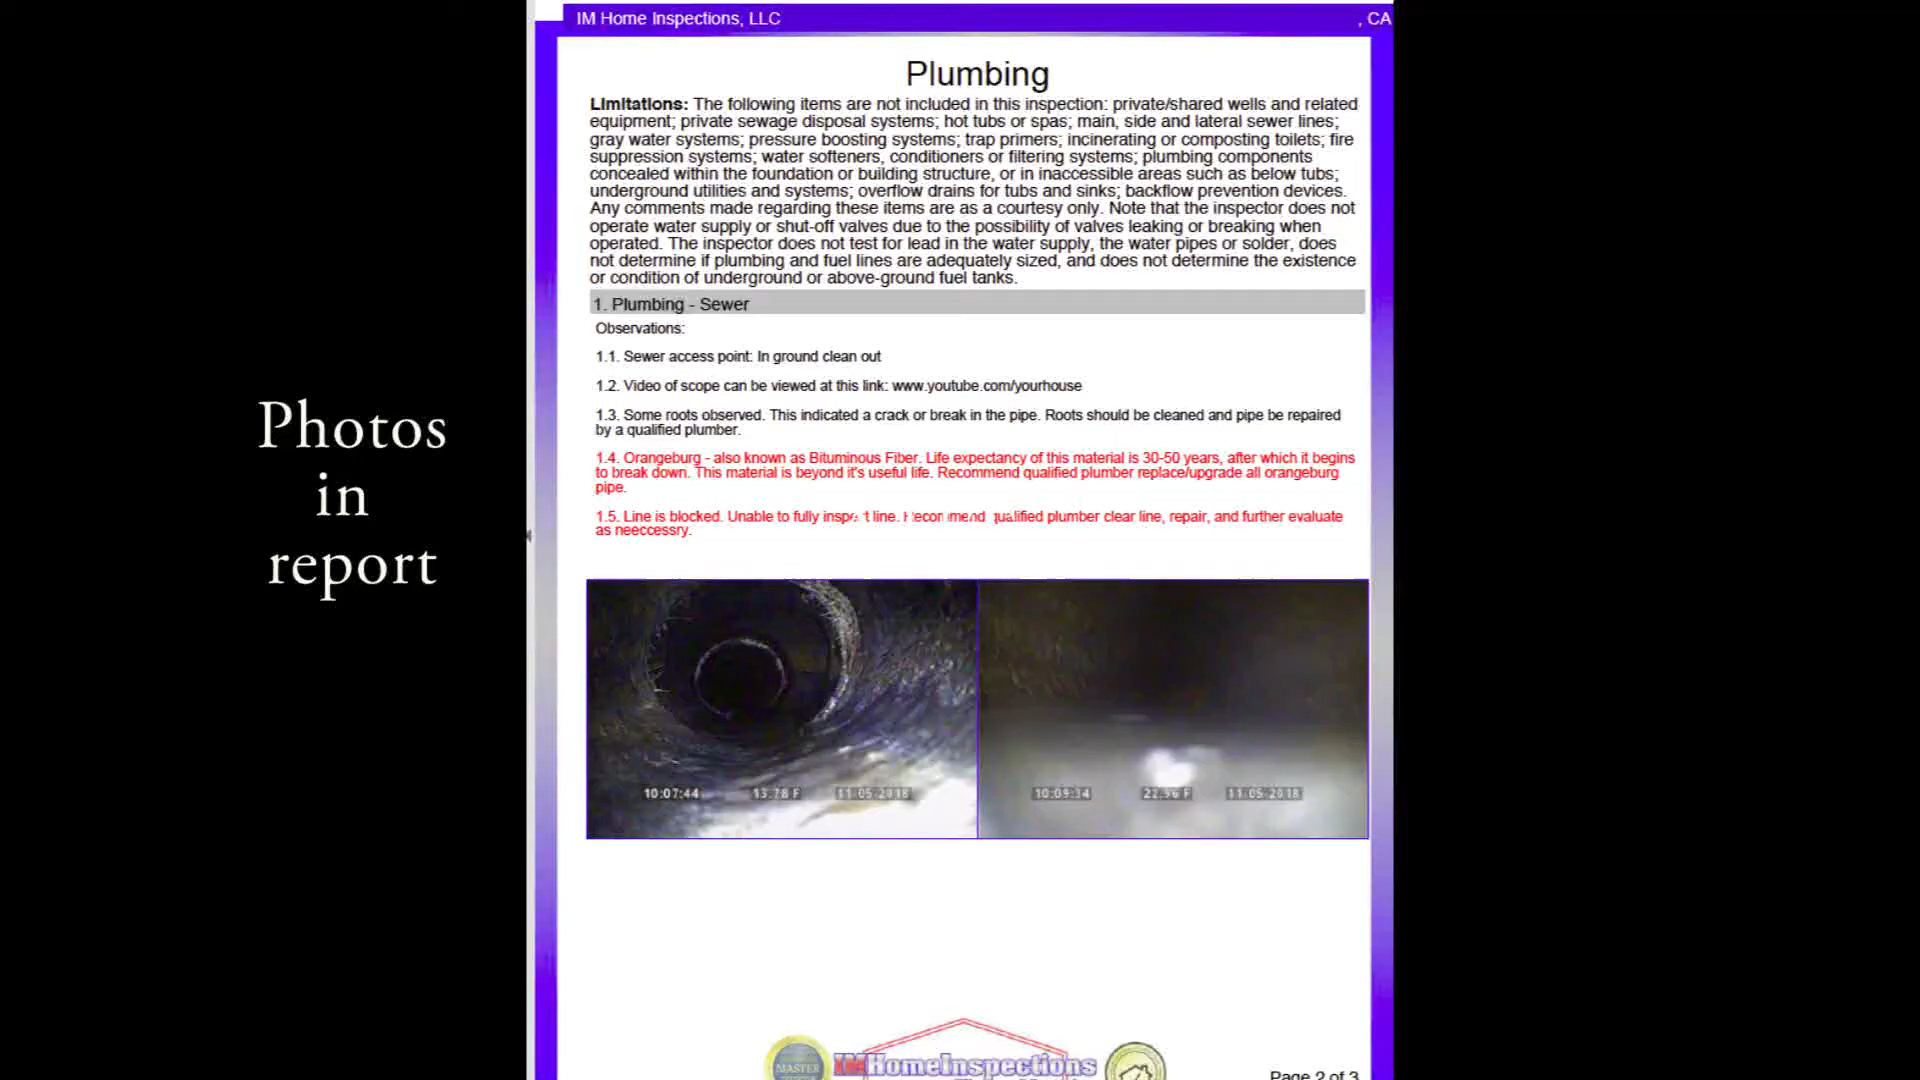 IM Home Inspections, LLC
, CA
Plumbing
Limitations: The following items are not included in this inspection: private/shared wells and related
equipment; private sewage disposal systems; hot tubs or spas; main, side and lateral sewer lines;
gray water systems; pressure boosting systems; trap primers; incinerating or composting toilets; fire
suppression systems; water softeners, conditioners or filtering systems; plumbing components
concealed within the foundation or building structure, or in inaccessible areas such as below tubs;
underground utilities and systems; overflow drains for tubs and sinks; backflow prevention devices.
Any comments made regarding these items are as a courtesy only. Note that the inspector does not
operate water supply or shut-off valves due to the possibility of valves leaking or breaking when
operated. The inspector does not test for lead in the water supply, the water pipes or solder, does
not determine if plumbing and fuel lines are adequately sized, and does not determine the existence
or condition of underground or above-ground fuel tanks.
1. Plumbing - Sewer
Observations:
1.1. Sewer access point: In ground clean out
1.2. Video of scope can be viewed at this link: www.youtube.com/yourhouse
1.3. Some roots observed. This indicated a crack or break in the pipe. Roots should be cleaned and pipe be repaired
by a qualified plumber.
1.4. Orangeburg - also known as Bituminous Fiber. Life expectancy of this material is 30-50 years, after which it begins
to break down. This material is beyond it's useful life. Recommend qualified plumber replace/upgrade all orangeburg
pipe.
1.5. Line is blocked. Unable to fully inspect line. Recommend qualified plumber clear line, repair, and further evaluate
as neeccessry.
Photos
in
report
10:07:44 13.78 F 11.05.2018
10:09:34 22.96 F 11.05.2018
MASTER
IMHomeInspections
Page 2 of 3